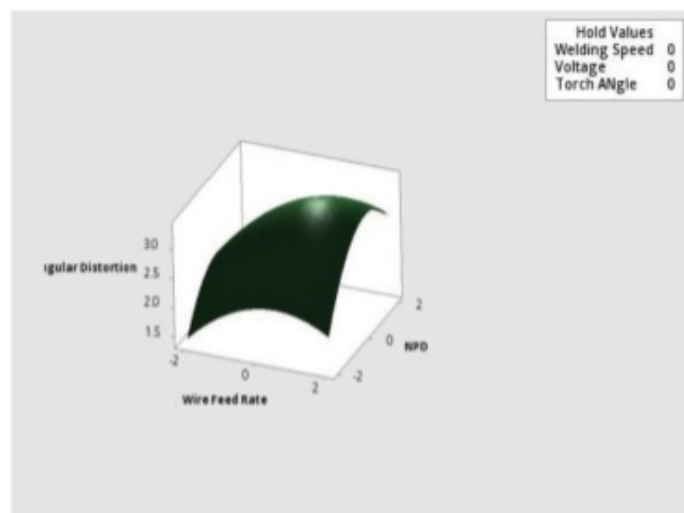 Hold Values
Welding Speed 0
Voltage 0
Torch ANgle 0
3.0
ngular Distortion 2.5
2.0
1.5
-2
0
2
2
0
-2
NPD
Wire Feed Rate